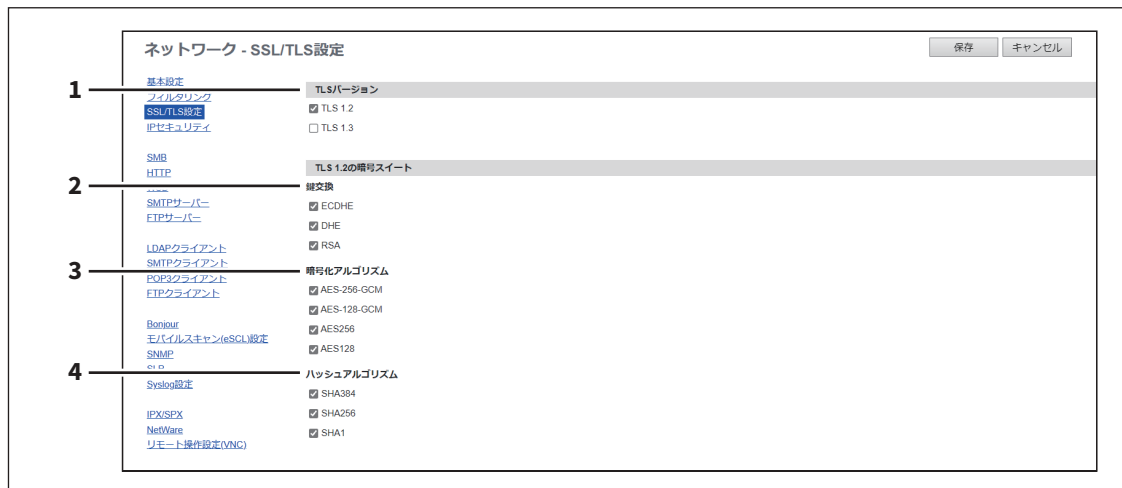 ネットワーク - SSL/TLS設定
保存
キャンセル
基本設定
フィルタリンク
SSL/TLS設定
IPセキュリティ
SMB
HTTP
SMTPサーバー
FTPサーバー
LDAPクライアント
SMTPクライアント
POP3クライアント
FTPクライアント
Bonjour
モバイルスキャン(eSCL)設定
SNMP
Syslog設定
IPX/SPX
NetWare
リモート操作設定(VNC)
1
TLSバージョン
TLS 1.2
TLS 1.3
TLS 1.2の暗号スイート
2
鍵交換
ECDHE
DHE
RSA
3
暗号化アルゴリズム
AES-256-GCM
AES-128-GCM
AES256
AES128
4
ハッシュアルゴリズム
SHA384
SHA256
SHA1